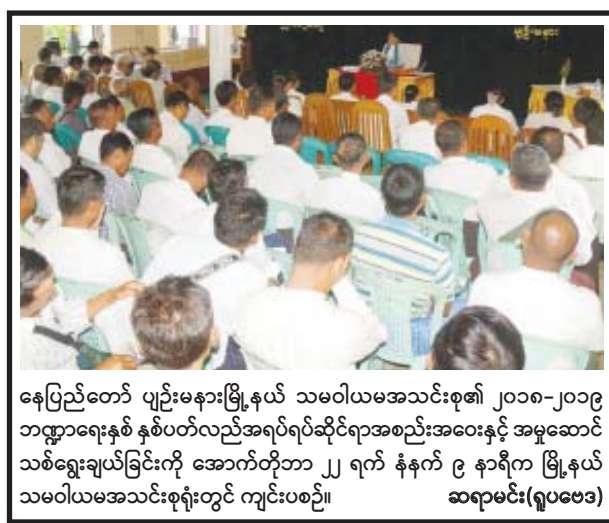 နေပြည်တော် ပျဉ်းမနားမြို့နယ် သမဝါယမအသင်းစု၏ ၂၀၁၈-၂၀၁၉
ဘဏ္ဍာရေးနှစ် နှစ်ပတ်လည်အရပ်ရပ်ဆိုင်ရာအစည်းအဝေးနှင့် အမှုဆောင်
သစ်ရွေးချယ်ခြင်းကို အောက်တိုဘာ ၂၂ ရက် နံနက် ၉ နာရီက မြို့နယ်
သမဝါယမအသင်းစုရုံးတွင် ကျင်းပစဉ်။ ဆရာမင်း(ရူပဗေဒ)